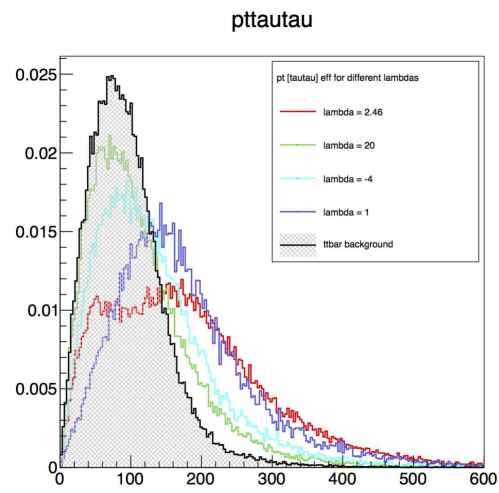 pttautau
pt [tautau] eff for different lambdas
lambda = 2.46
lambda = 20
lambda = -4
lambda = 1
ttbar background
0.025
0.02
0.015
0.01
0.005
0
0 100 200 300 400 500 600